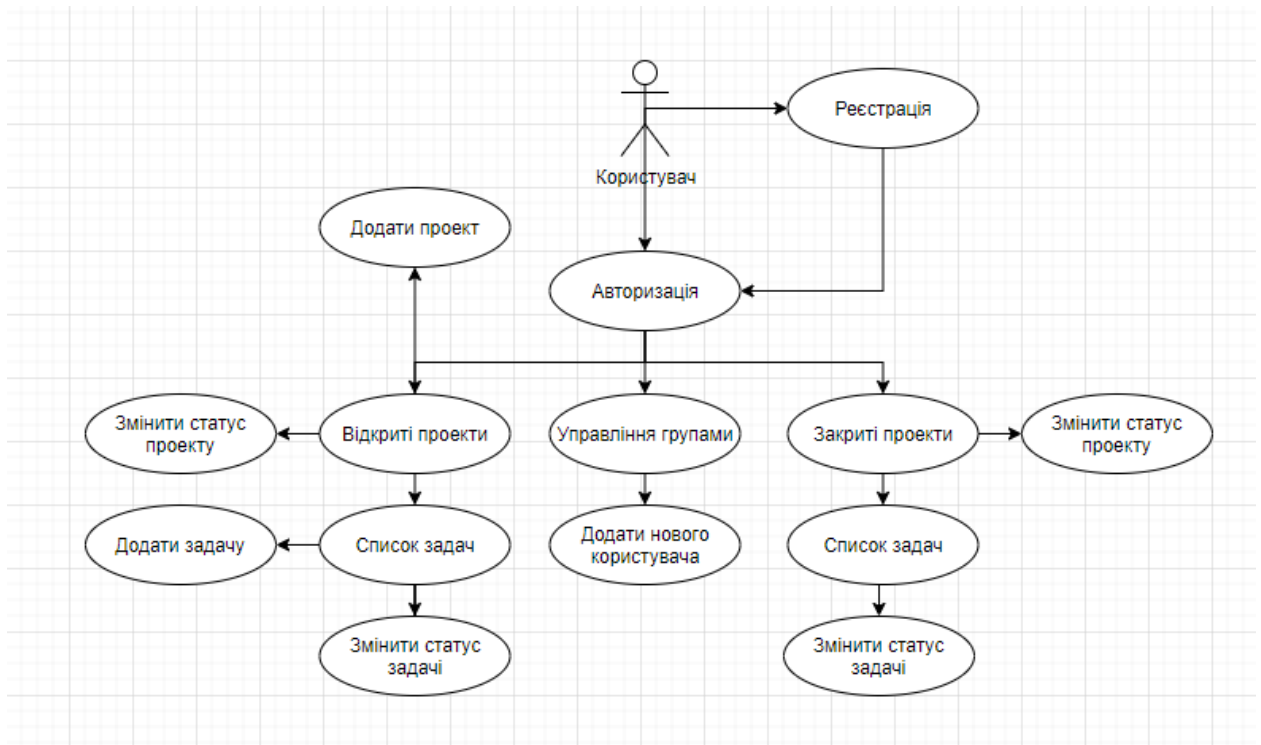 Реєстрація
Користувач
Додати проект
Авторизація
Змінити статус
проекту
Відкриті проекти
Управління групами
Закриті проекти
Змінити статус
проекту
Додати задачу
Список задач
Додати нового
користувача
Список задач
Змінити статус
задачі
Змінити статус
задачі